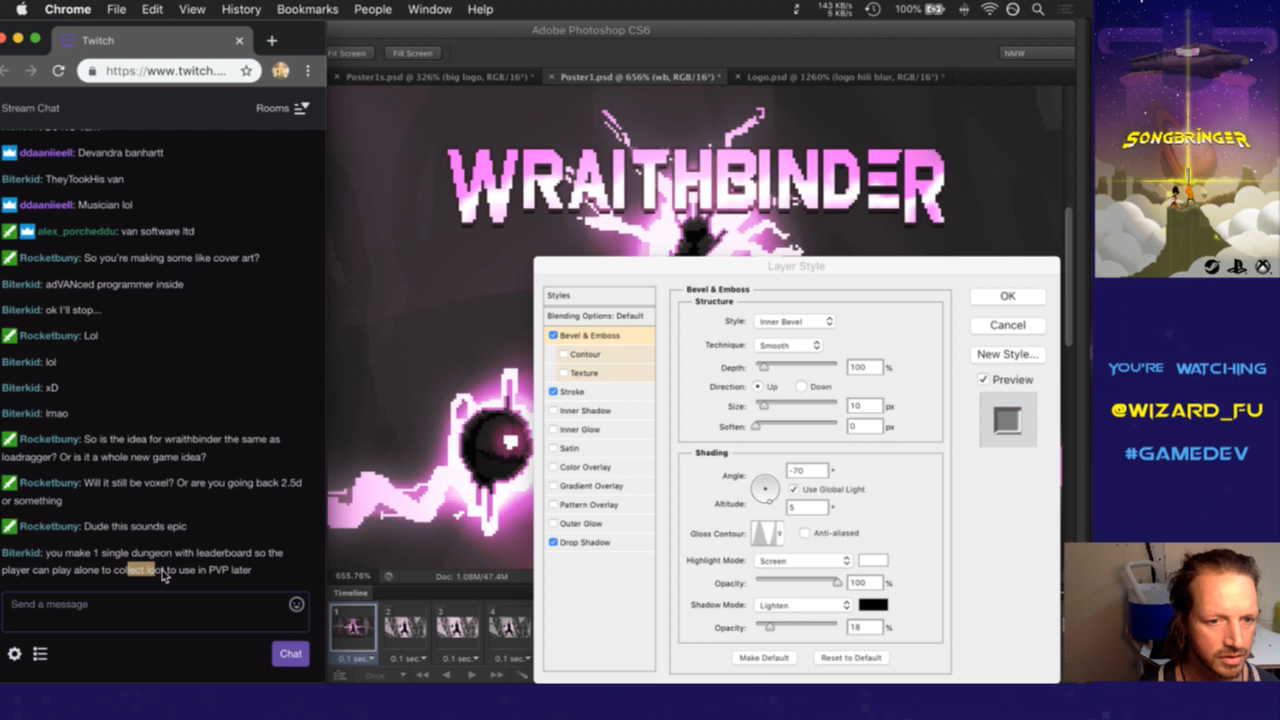 Chrome File Edit View History Bookmarks People Window Help
143 KB/s
5 KB/s
100%
Twitch
https://www.twitch....
Stream Chat
Rooms
ddaaniieell: Devandra banhartt
Biterkid: TheyTookHis van
ddaaniieell: Musician lol
alex_porcheddu: van software ltd
Rocketbuny: So you're making some like cover art?
Biterkid: adVANced programmer inside
Biterkid: ok I'll stop...
Rocketbuny: Lol
Biterkid: lol
Biterkid: xD
Biterkid: lmao
Rocketbuny: So is the idea for wraithbinder the same as
loadragger? Or is it a whole new game idea?
Rocketbuny: Will it still be voxel? Or are you going back 2.5d
or something
Rocketbuny: Dude this sounds epic
Biterkid: you make 1 single dungeon with leaderboard so the
player can play alone to collect loot to use in PVP later
Send a message
Chat
Adobe Photoshop CS6
Fit Screen
Fill Screen
NMW
Poster1s.psd @ 326% (big logo, RGB/16*) *
Poster1.psd @ 656% (wb, RGB/16*) *
Logo.psd @ 1260% (logo hili blur, RGB/16*) *
WRAITHBINDER
655.76%
Doc: 1.08M/47.4M
Timeline
1
2
3
4
0.1 sec.
0.1 sec.
0.1 sec.
0.1 sec.
Once
Layer Style
Styles
Blending Options: Default
Bevel & Emboss
Contour
Texture
Stroke
Inner Shadow
Inner Glow
Satin
Color Overlay
Gradient Overlay
Pattern Overlay
Outer Glow
Drop Shadow
Bevel & Emboss
Structure
Style: Inner Bevel
Technique: Smooth
Depth: 100 %
Direction: Up Down
Size: 10 px
Soften: 0 px
Shading
Angle: -70 °
Use Global Light
Altitude: 5 °
Gloss Contour: Anti-aliased
Highlight Mode: Screen
Opacity: 100 %
Shadow Mode: Lighten
Opacity: 18 %
Make Default
Reset to Default
OK
Cancel
New Style...
Preview
SONGBRINGER
YOU'RE WATCHING
@WIZARD_FU
#GAMEDEV